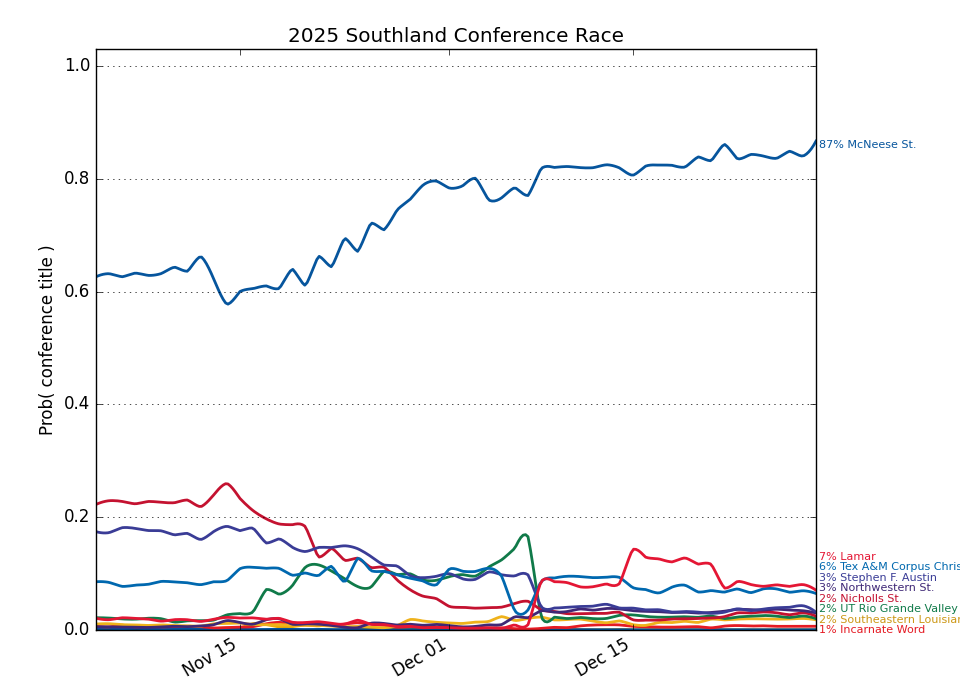 2025 Southland Conference Race
Prob( conference title )
1.0
0.8
0.6
0.4
0.2
0.0
Nov 15
Dec 01
Dec 15
87% McNeese St.
7% Lamar
6% Tex A&M Corpus Chris
3% Stephen F. Austin
3% Northwestern St.
2% Nicholls St.
2% UT Rio Grande Valley
2% Southeastern Louisian
1% Incarnate Word